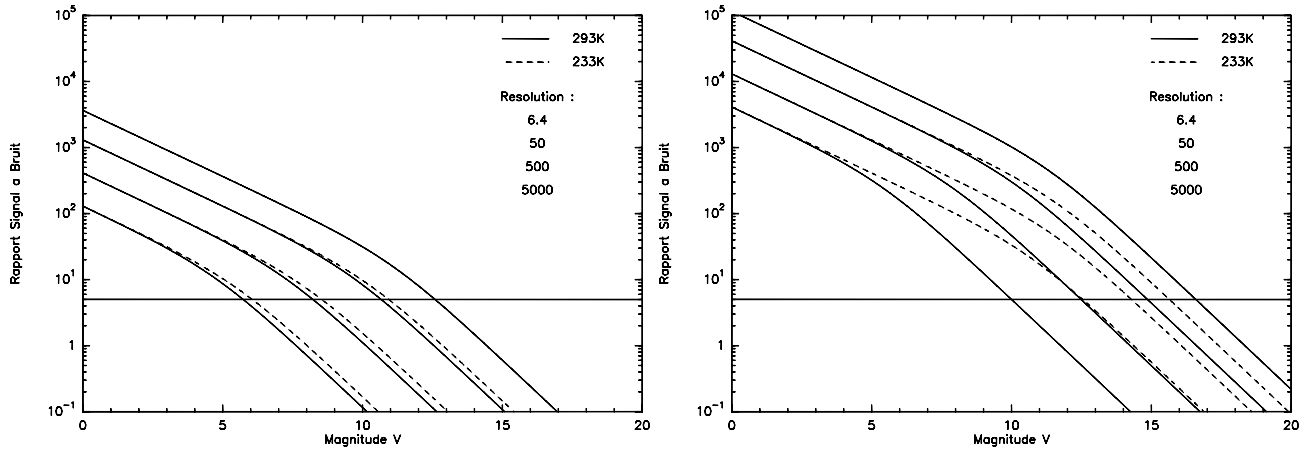 10^5
10^4
10^3
10^2
10^1
1
10^-1
Rapport Signal a Bruit
293K
233K
Resolution :
6.4
50
500
5000
0 5 10 15 20
Magnitude V
10^5
10^4
10^3
10^2
10^1
1
10^-1
Rapport Signal a Bruit
293K
233K
Resolution :
6.4
50
500
5000
0 5 10 15 20
Magnitude V